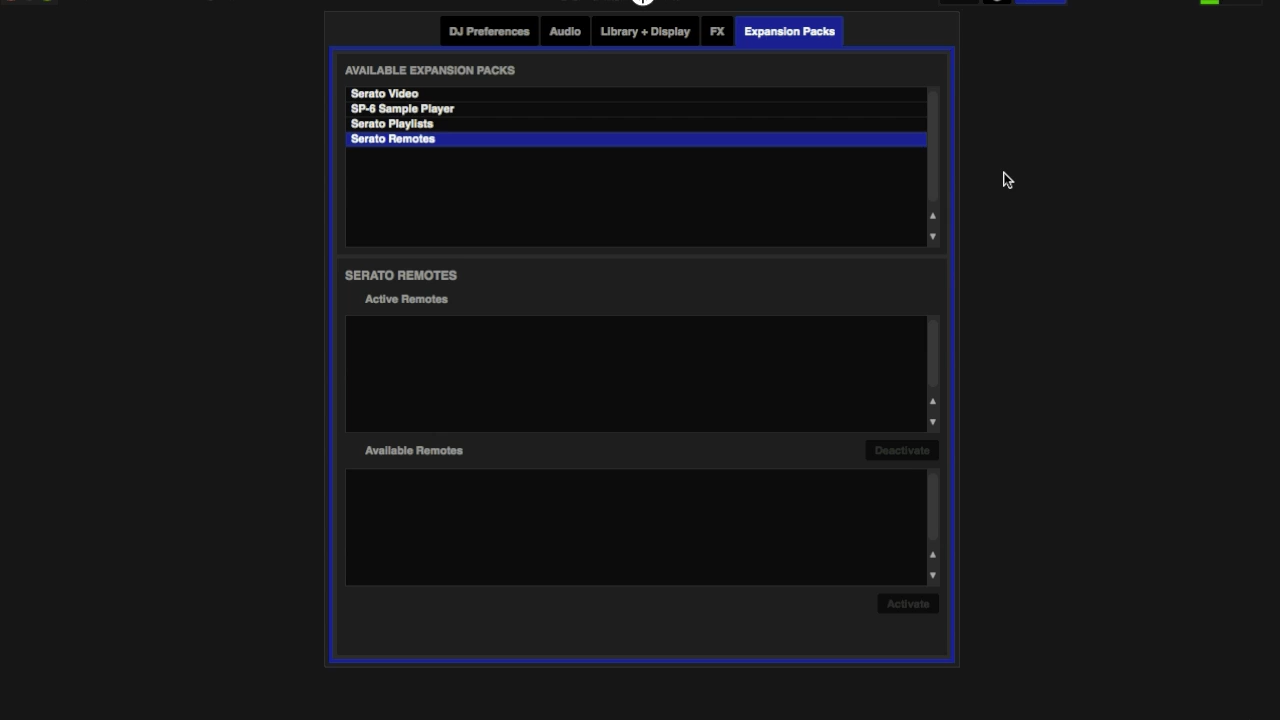 DJ Preferences
Audio
Library + Display
FX
Expansion Packs
AVAILABLE EXPANSION PACKS
Serato Video
SP-6 Sample Player
Serato Playlists
Serato Remotes
SERATO REMOTES
Active Remotes
Available Remotes
Deactivate
Activate